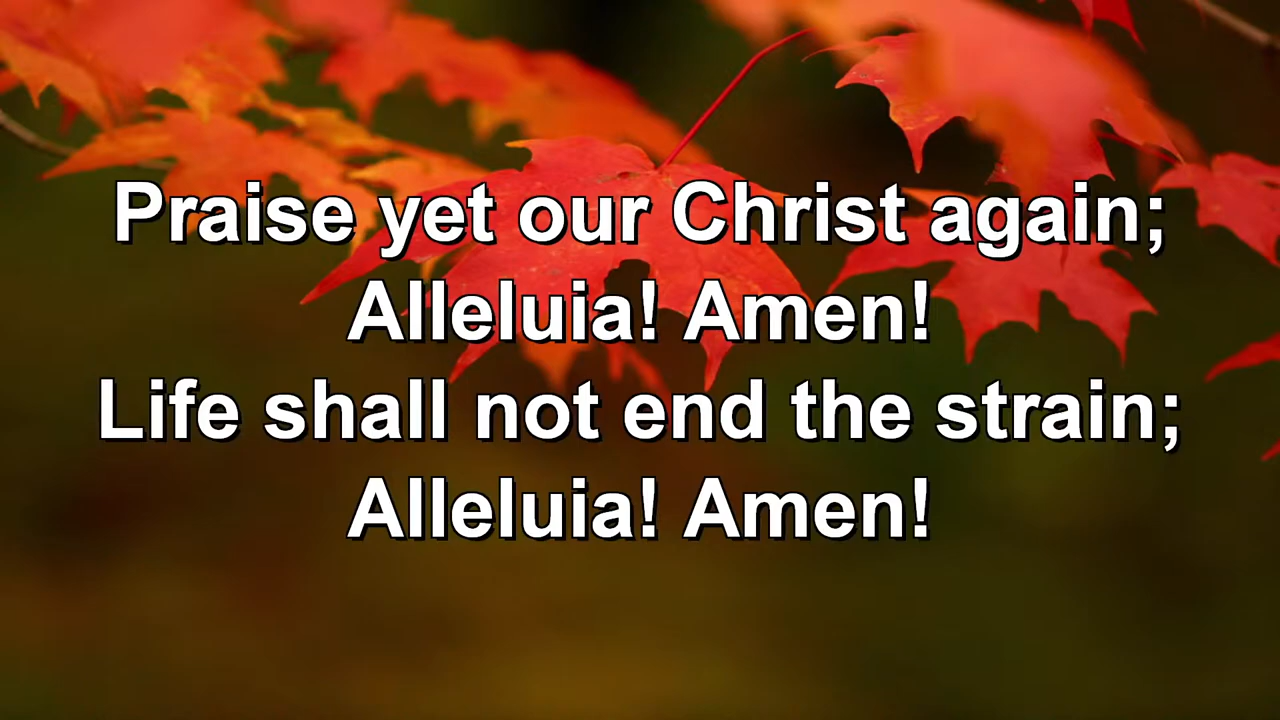 Praise yet our Christ again;
Alleluia! Amen!
Life shall not end the strain;
Alleluia! Amen!